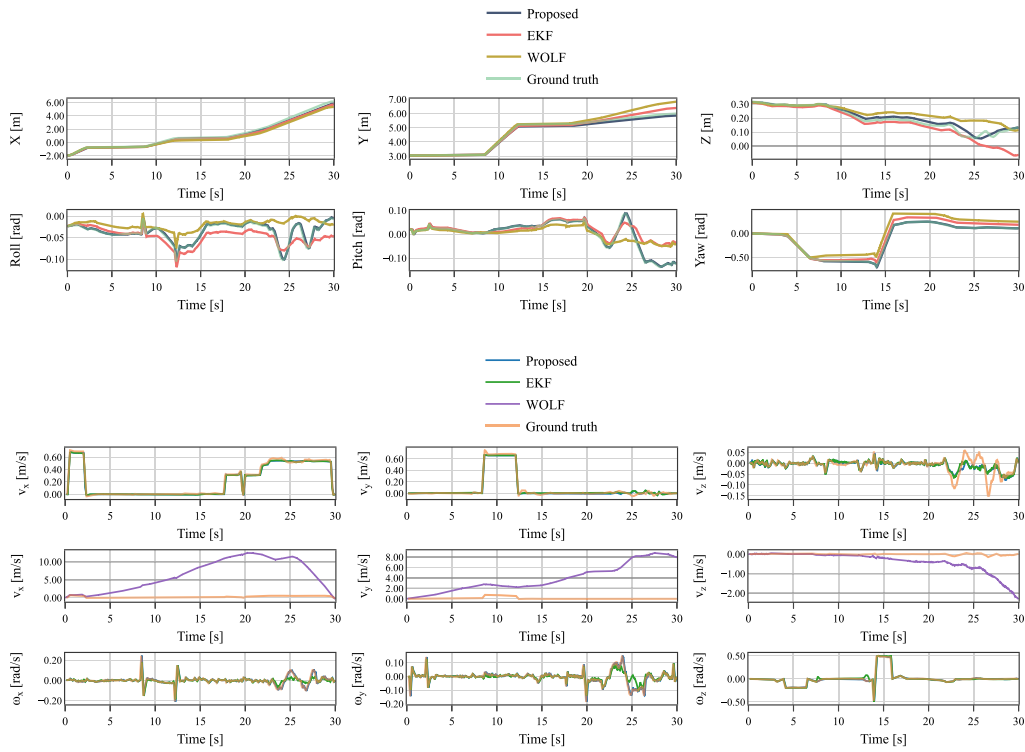 Proposed
EKF
WOLF
Ground truth
X [m]
6.00
4.00
2.00
0.00
−2.00
0 5 10 15 20 25 30
Time [s]
Y [m]
7.00
6.00
5.00
4.00
3.00
0 5 10 15 20 25 30
Time [s]
Z [m]
0.30
0.20
0.10
0.00
0 5 10 15 20 25 30
Time [s]
Roll [rad]
0.00
−0.05
−0.10
0 5 10 15 20 25 30
Time [s]
Pitch [rad]
0.10
0.00
−0.10
0 5 10 15 20 25 30
Time [s]
Yaw [rad]
0.00
−0.50
0 5 10 15 20 25 30
Time [s]
Proposed
EKF
WOLF
Ground truth
vx [m/s]
0.60
0.40
0.20
0.00
0 5 10 15 20 25 30
Time [s]
vy [m/s]
0.60
0.40
0.20
0.00
0 5 10 15 20 25 30
Time [s]
vz [m/s]
0.05
0.00
−0.05
−0.10
−0.15
0 5 10 15 20 25 30
Time [s]
vx [m/s]
10.00
5.00
0.00
0 5 10 15 20 25 30
Time [s]
vy [m/s]
8.00
6.00
4.00
2.00
0.00
0 5 10 15 20 25 30
Time [s]
vz [m/s]
0.00
−1.00
−2.00
0 5 10 15 20 25 30
Time [s]
ωx [rad/s]
0.20
0.00
−0.20
0 5 10 15 20 25 30
Time [s]
ωy [rad/s]
0.10
0.00
−0.10
−0.20
0 5 10 15 20 25 30
Time [s]
ωz [rad/s]
0.50
0.00
−0.50
0 5 10 15 20 25 30
Time [s]